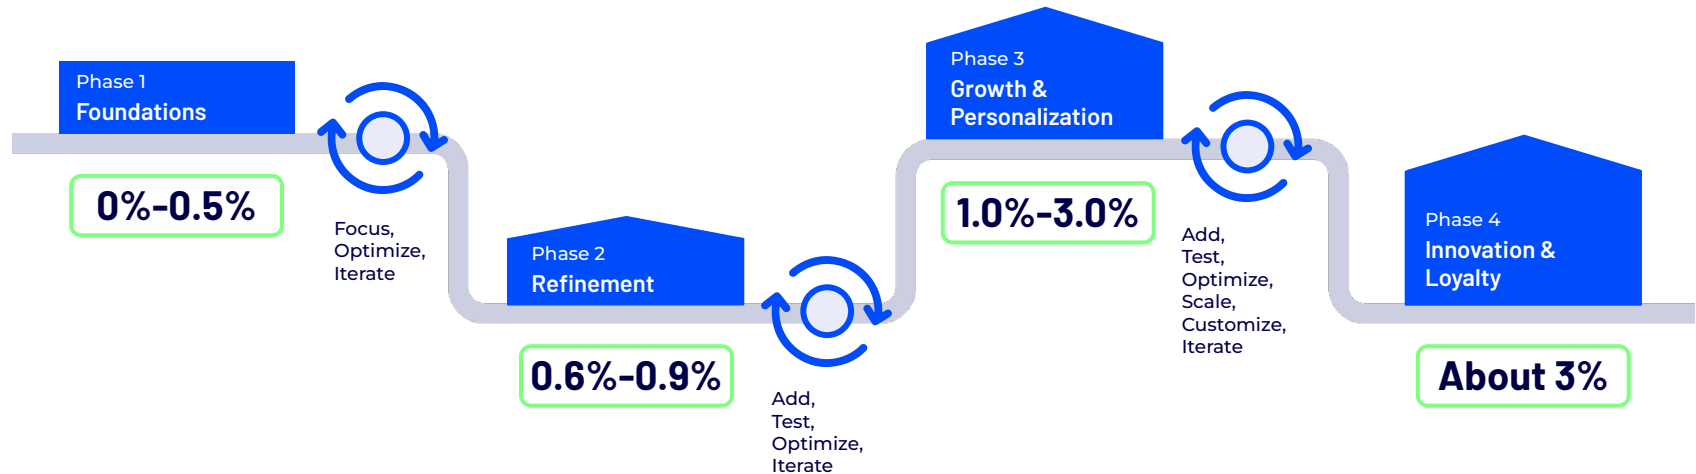 Phase 1
Foundations
0%-0.5%
Focus,
Optimize,
Iterate
Phase 2
Refinement
0.6%-0.9%
Add,
Test,
Optimize,
Iterate
Phase 3
Growth &
Personalization
1.0%-3.0%
Add,
Test,
Optimize,
Scale,
Customize,
Iterate
Phase 4
Innovation &
Loyalty
About 3%